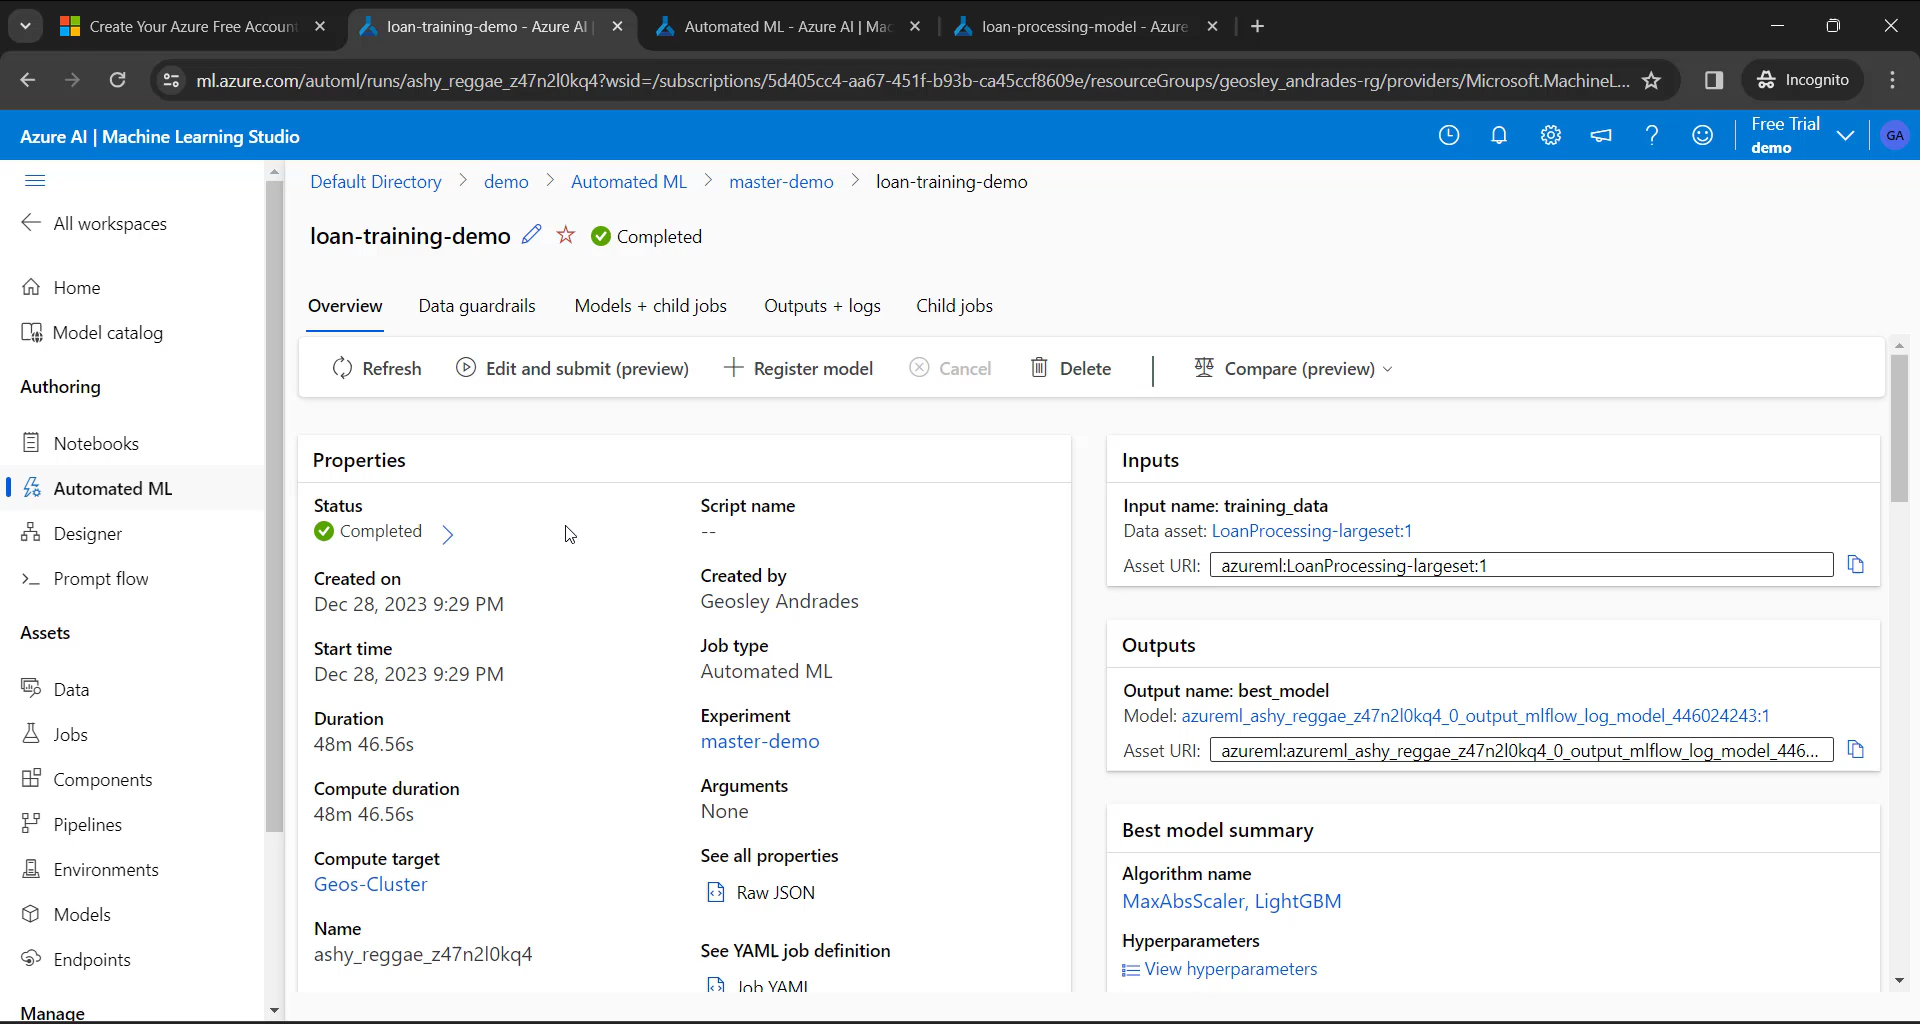 Create Your Azure Free Accoun
loan-training-demo - Azure AI |
Automated ML - Azure AI | Mac
loan-processing-model - Azure
ml.azure.com/automl/runs/ashy_reggae_z47n2l0kq4?wsid=/subscriptions/5d405cc4-aa67-451f-b93b-ca45ccf8609e/resourceGroups/geosley_andrades-rg/providers/Microsoft.MachineL...
Incognito
Azure AI | Machine Learning Studio
Free Trial
demo
GA
All workspaces
Home
Model catalog
Authoring
Notebooks
Automated ML
Designer
Prompt flow
Assets
Data
Jobs
Components
Pipelines
Environments
Models
Endpoints
Manage
Default Directory > demo > Automated ML > master-demo > loan-training-demo
loan-training-demo Completed
Overview Data guardrails Models + child jobs Outputs + logs Child jobs
Refresh Edit and submit (preview) Register model Cancel Delete Compare (preview)
Properties
Status
Completed
Created on
Dec 28, 2023 9:29 PM
Start time
Dec 28, 2023 9:29 PM
Duration
48m 46.56s
Compute duration
48m 46.56s
Compute target
Geos-Cluster
Name
ashy_reggae_z47n2l0kq4
Script name
--
Created by
Geosley Andrades
Job type
Automated ML
Experiment
master-demo
Arguments
None
See all properties
Raw JSON
See YAML job definition
Job YAML
Inputs
Input name: training_data
Data asset: LoanProcessing-largeset:1
Asset URI: azureml:LoanProcessing-largeset:1
Outputs
Output name: best_model
Model: azureml_ashy_reggae_z47n2l0kq4_0_output_mlflow_log_model_446024243:1
Asset URI: azureml:azureml_ashy_reggae_z47n2l0kq4_0_output_mlflow_log_model_446...
Best model summary
Algorithm name
MaxAbsScaler, LightGBM
Hyperparameters
View hyperparameters